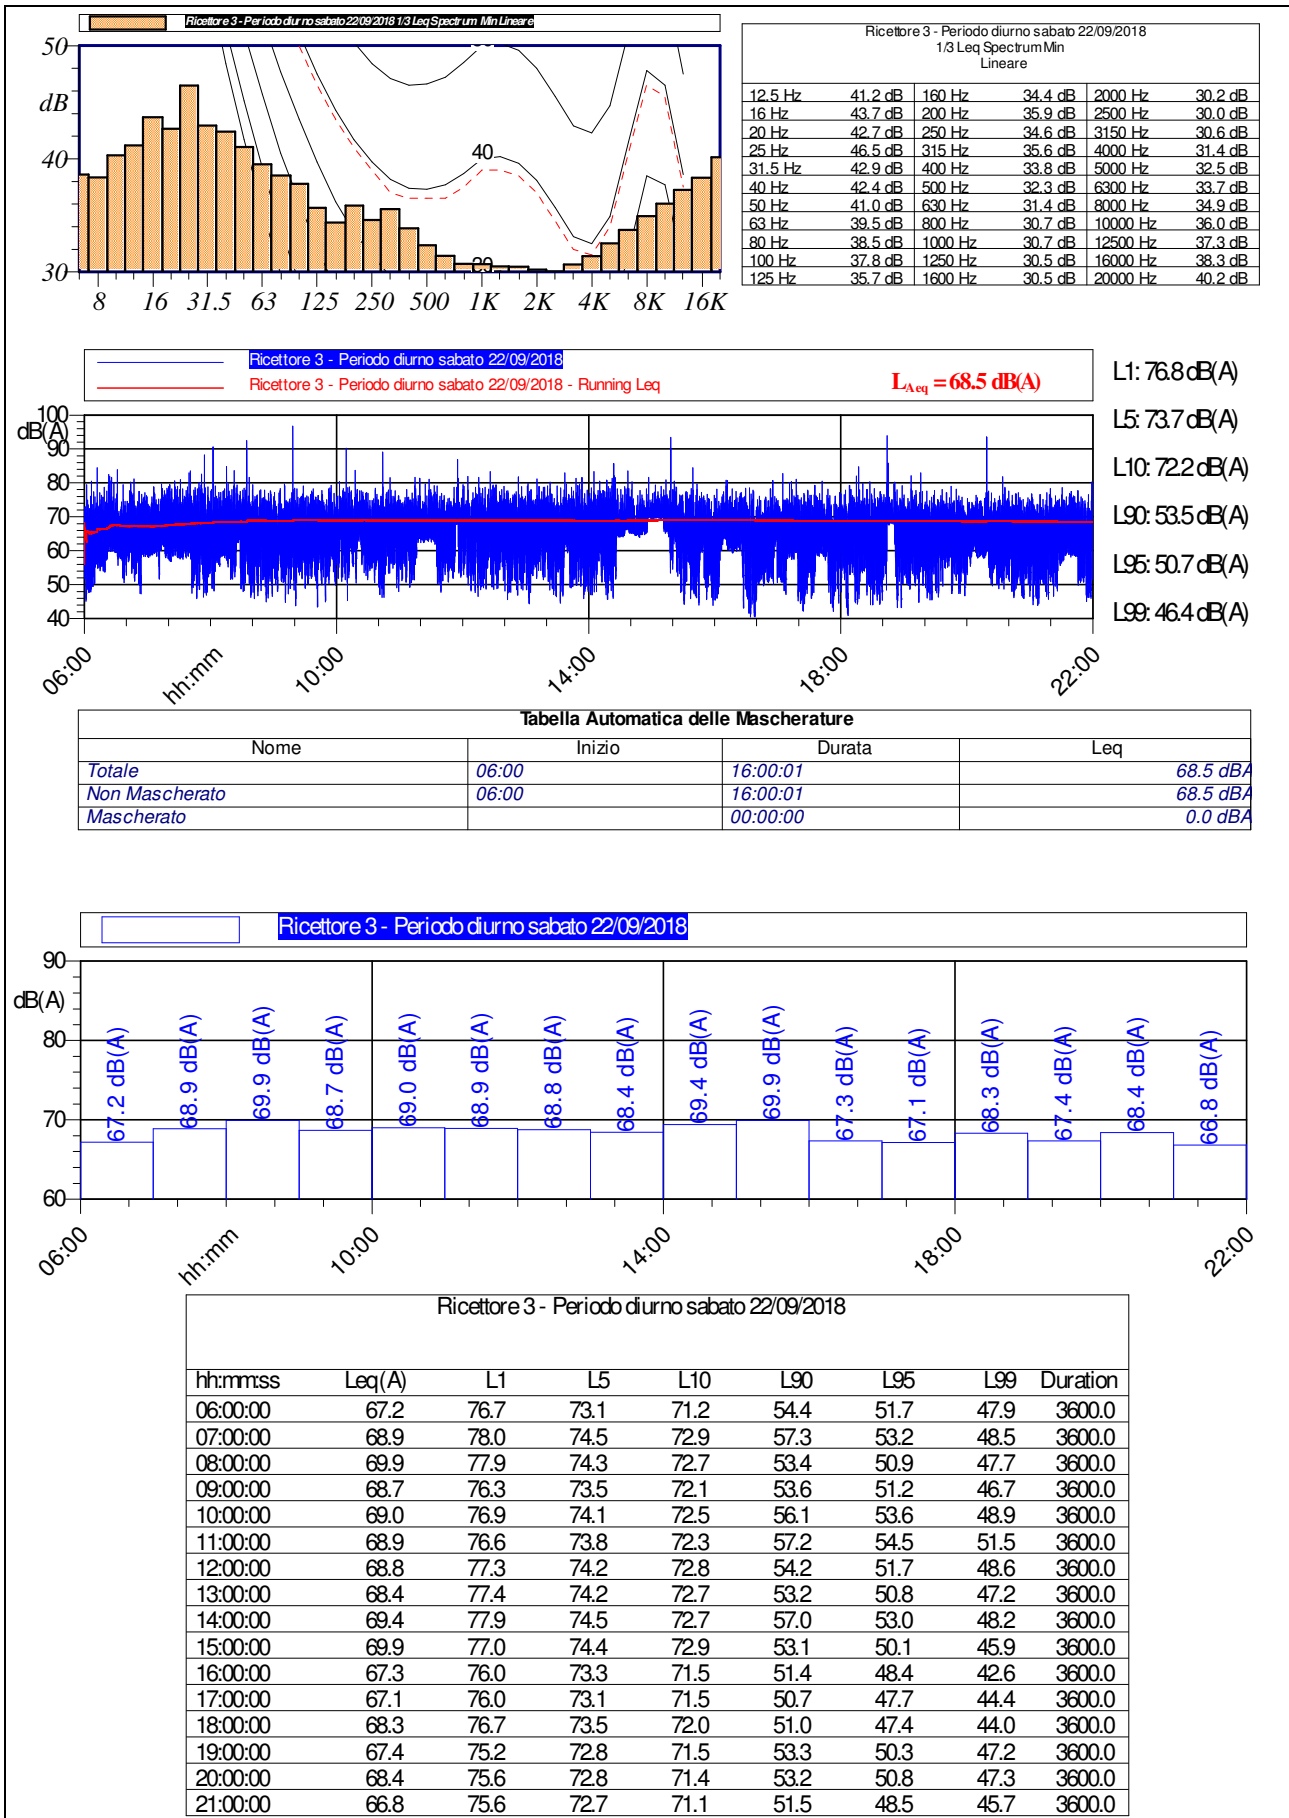 Ricettore 3 - Periodo diurno sabato 22/09/2018 1/3 Leq Spectrum Min Lineare
50
dB
40
30
40
8 16 31.5 63 125 250 500 1K 2K 4K 8K 16K
Ricettore 3 - Periodo diurno sabato 22/09/2018
1/3 Leq Spectrum Min
Lineare
12.5 Hz 41.2 dB 160 Hz 34.4 dB 2000 Hz 30.2 dB
16 Hz 43.7 dB 200 Hz 35.9 dB 2500 Hz 30.0 dB
20 Hz 42.7 dB 250 Hz 34.6 dB 3150 Hz 30.6 dB
25 Hz 46.5 dB 315 Hz 35.6 dB 4000 Hz 31.4 dB
31.5 Hz 42.9 dB 400 Hz 33.8 dB 5000 Hz 32.5 dB
40 Hz 42.4 dB 500 Hz 32.3 dB 6300 Hz 33.7 dB
50 Hz 41.0 dB 630 Hz 31.4 dB 8000 Hz 34.9 dB
63 Hz 39.5 dB 800 Hz 30.7 dB 10000 Hz 36.0 dB
80 Hz 38.5 dB 1000 Hz 30.7 dB 12500 Hz 37.3 dB
100 Hz 37.8 dB 1250 Hz 30.5 dB 16000 Hz 38.3 dB
125 Hz 35.7 dB 1600 Hz 30.5 dB 20000 Hz 40.2 dB
Ricettore 3 - Periodo diurno sabato 22/09/2018
Ricettore 3 - Periodo diurno sabato 22/09/2018 - Running Leq
LAeq = 68.5 dB(A)
100
dB(A)
90
80
70
60
50
40
06:00 hh:mm 10:00 14:00 18:00 22:00
L1: 76.8 dB(A)
L5: 73.7 dB(A)
L10: 72.2 dB(A)
L90: 53.5 dB(A)
L95: 50.7 dB(A)
L99: 46.4 dB(A)
Tabella Automatica delle Mascherature
Nome Inizio Durata Leq
Totale 06:00 16:00:01 68.5 dBA
Non Mascherato 06:00 16:00:01 68.5 dBA
Mascherato 00:00:00 0.0 dBA
Ricettore 3 - Periodo diurno sabato 22/09/2018
90
dB(A)
80
70
60
67.2 dB(A) 68.9 dB(A) 69.9 dB(A) 68.7 dB(A) 69.0 dB(A) 68.9 dB(A) 68.8 dB(A) 68.4 dB(A) 69.4 dB(A) 69.9 dB(A) 67.3 dB(A) 67.1 dB(A) 68.3 dB(A) 67.4 dB(A) 68.4 dB(A) 66.8 dB(A)
06:00 hh:mm 10:00 14:00 18:00 22:00
Ricettore 3 - Periodo diurno sabato 22/09/2018
hh:mm:ss Leq(A) L1 L5 L10 L90 L95 L99 Duration
06:00:00 67.2 76.7 73.1 71.2 54.4 51.7 47.9 3600.0
07:00:00 68.9 78.0 74.5 72.9 57.3 53.2 48.5 3600.0
08:00:00 69.9 77.9 74.3 72.7 53.4 50.9 47.7 3600.0
09:00:00 68.7 76.3 73.5 72.1 53.6 51.2 46.7 3600.0
10:00:00 69.0 76.9 74.1 72.5 56.1 53.6 48.9 3600.0
11:00:00 68.9 76.6 73.8 72.3 57.2 54.5 51.5 3600.0
12:00:00 68.8 77.3 74.2 72.8 54.2 51.7 48.6 3600.0
13:00:00 68.4 77.4 74.2 72.7 53.2 50.8 47.2 3600.0
14:00:00 69.4 77.9 74.5 72.7 57.0 53.0 48.2 3600.0
15:00:00 69.9 77.0 74.4 72.9 53.1 50.1 45.9 3600.0
16:00:00 67.3 76.0 73.3 71.5 51.4 48.4 42.6 3600.0
17:00:00 67.1 76.0 73.1 71.5 50.7 47.7 44.4 3600.0
18:00:00 68.3 76.7 73.5 72.0 51.0 47.4 44.0 3600.0
19:00:00 67.4 75.2 72.8 71.5 53.3 50.3 47.2 3600.0
20:00:00 68.4 75.6 72.8 71.4 53.2 50.8 47.3 3600.0
21:00:00 66.8 75.6 72.7 71.1 51.5 48.5 45.7 3600.0